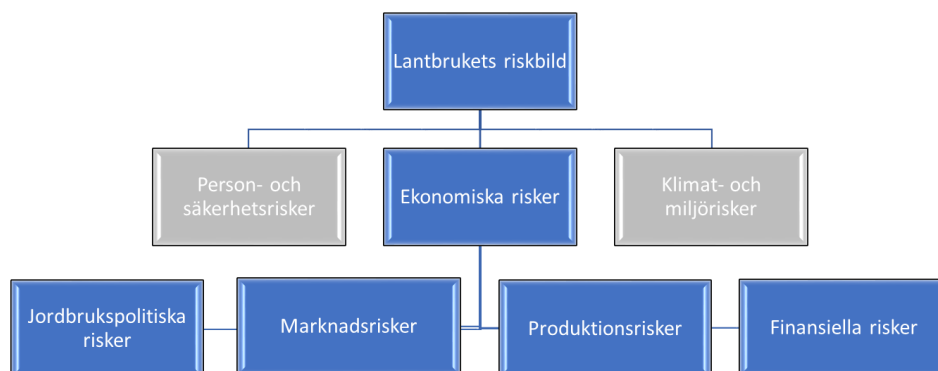 Lantbrukets riskbild
Person- och
säkerhetsrisker
Ekonomiska risker
Klimat- och
miljörisker
Jordbrukspolitiska
risker
Marknadsrisker
Produktionsrisker
Finansiella risker